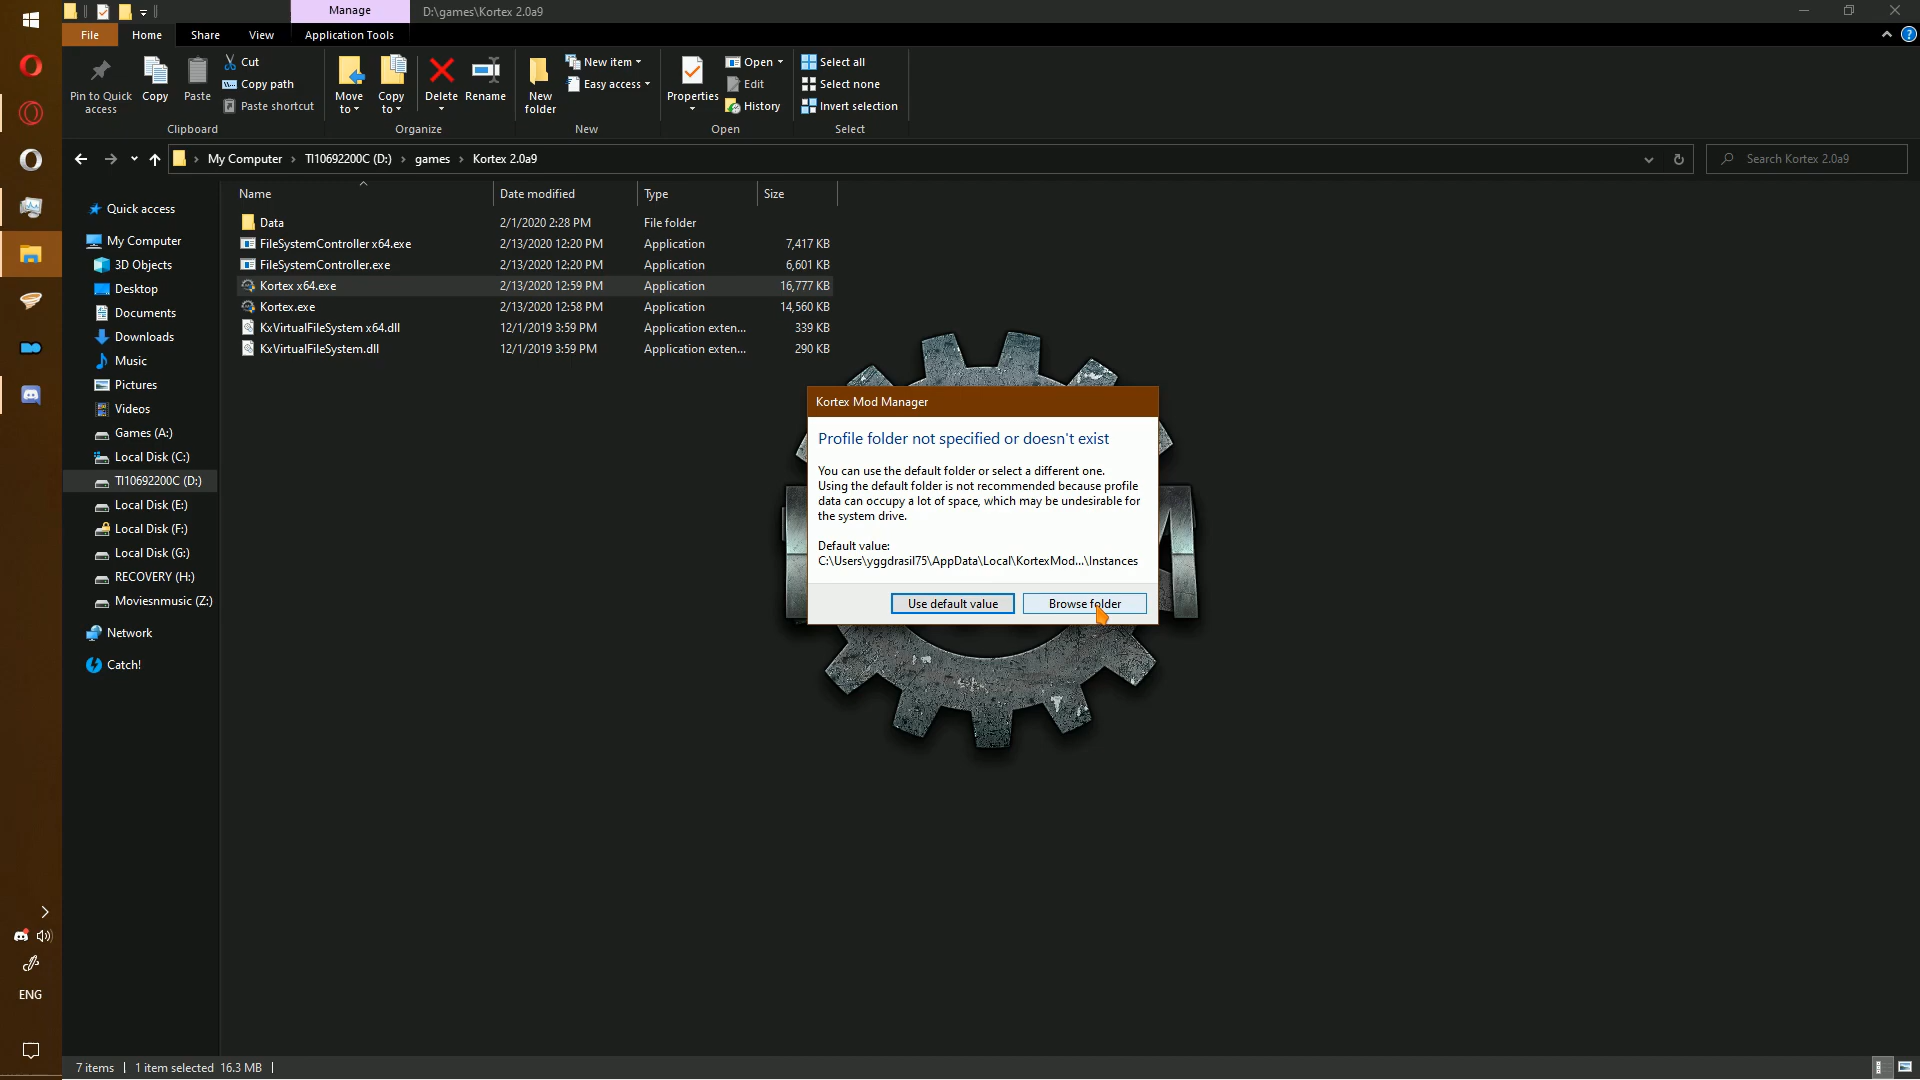 Manage
D:\games\Kortex 2.0a9
File
Home
Share
View
Application Tools
Pin to Quick access
Copy
Paste
Cut
Copy path
Paste shortcut
Clipboard
Move to
Copy to
Delete
Rename
Organize
New folder
New item
Easy access
New
Properties
Open
Edit
History
Open
Select all
Select none
Invert selection
Select
My Computer
TI10692200C (D:)
games
Kortex 2.0a9
Search Kortex 2.0a9
Name
Date modified
Type
Size
Data 2/1/2020 2:28 PM File folder
FileSystemController x64.exe 2/13/2020 12:20 PM Application 7,417 KB
FileSystemController.exe 2/13/2020 12:20 PM Application 6,601 KB
Kortex x64.exe 2/13/2020 12:59 PM Application 16,777 KB
Kortex.exe 2/13/2020 12:58 PM Application 14,560 KB
KxVirtualFileSystem x64.dll 12/1/2019 3:59 PM Application exten... 339 KB
KxVirtualFileSystem.dll 12/1/2019 3:59 PM Application exten... 290 KB
Quick access
My Computer
3D Objects
Desktop
Documents
Downloads
Music
Pictures
Videos
Games (A:)
Local Disk (C:)
TI10692200C (D:)
Local Disk (E:)
Local Disk (F:)
Local Disk (G:)
RECOVERY (H:)
Moviesnmusic (Z:)
Network
Catch!
Kortex Mod Manager
Profile folder not specified or doesn't exist
You can use the default folder or select a different one.
Using the default folder is not recommended because profile
data can occupy a lot of space, which may be undesirable for
the system drive.
Default value:
C:\Users\yggdrasil75\AppData\Local\KortexMod...\Instances
Use default value
Browse folder
ENG
7 items
1 item selected 16.3 MB